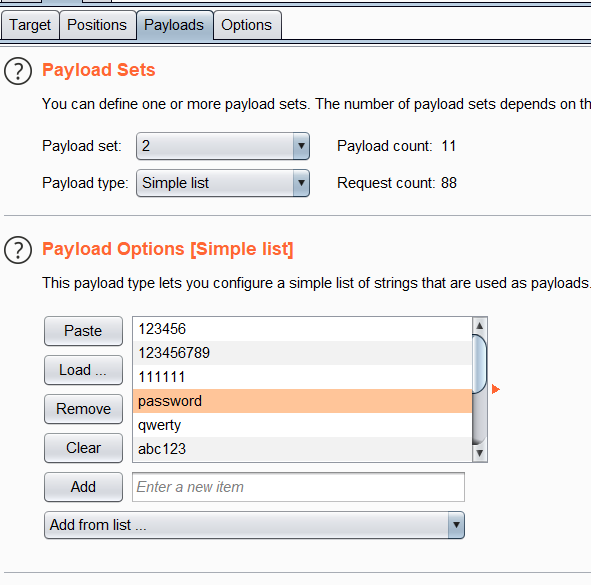 Target Positions Payloads Options
? Payload Sets
You can define one or more payload sets. The number of payload sets depends on th
Payload set: 2 Payload count: 11
Payload type: Simple list Request count: 88
? Payload Options [Simple list]
This payload type lets you configure a simple list of strings that are used as payloads.
Paste
Load ...
Remove
Clear
123456
123456789
111111
password
qwerty
abc123
Add Enter a new item
Add from list ...